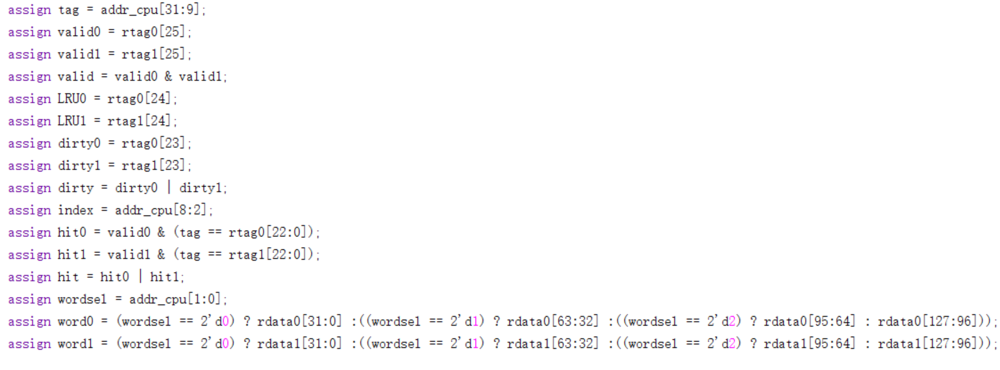 assign tag = addr_cpu[31:9];
assign valid0 = rtag0[25];
assign valid1 = rtag1[25];
assign valid = valid0 & valid1;
assign LRU0 = rtag0[24];
assign LRU1 = rtag1[24];
assign dirty0 = rtag0[23];
assign dirty1 = rtag1[23];
assign dirty = dirty0 | dirty1;
assign index = addr_cpu[8:2];
assign hit0 = valid0 & (tag == rtag0[22:0]);
assign hit1 = valid1 & (tag == rtag1[22:0]);
assign hit = hit0 | hit1;
assign wordsel = addr_cpu[1:0];
assign word0 = (wordsel == 2'd0) ? rdata0[31:0] :((wordsel == 2'd1) ? rdata0[63:32] :((wordsel == 2'd2) ? rdata0[95:64] : rdata0[127:96]));
assign word1 = (wordsel == 2'd0) ? rdata1[31:0] :((wordsel == 2'd1) ? rdata1[63:32] :((wordsel == 2'd2) ? rdata1[95:64] : rdata1[127:96]));